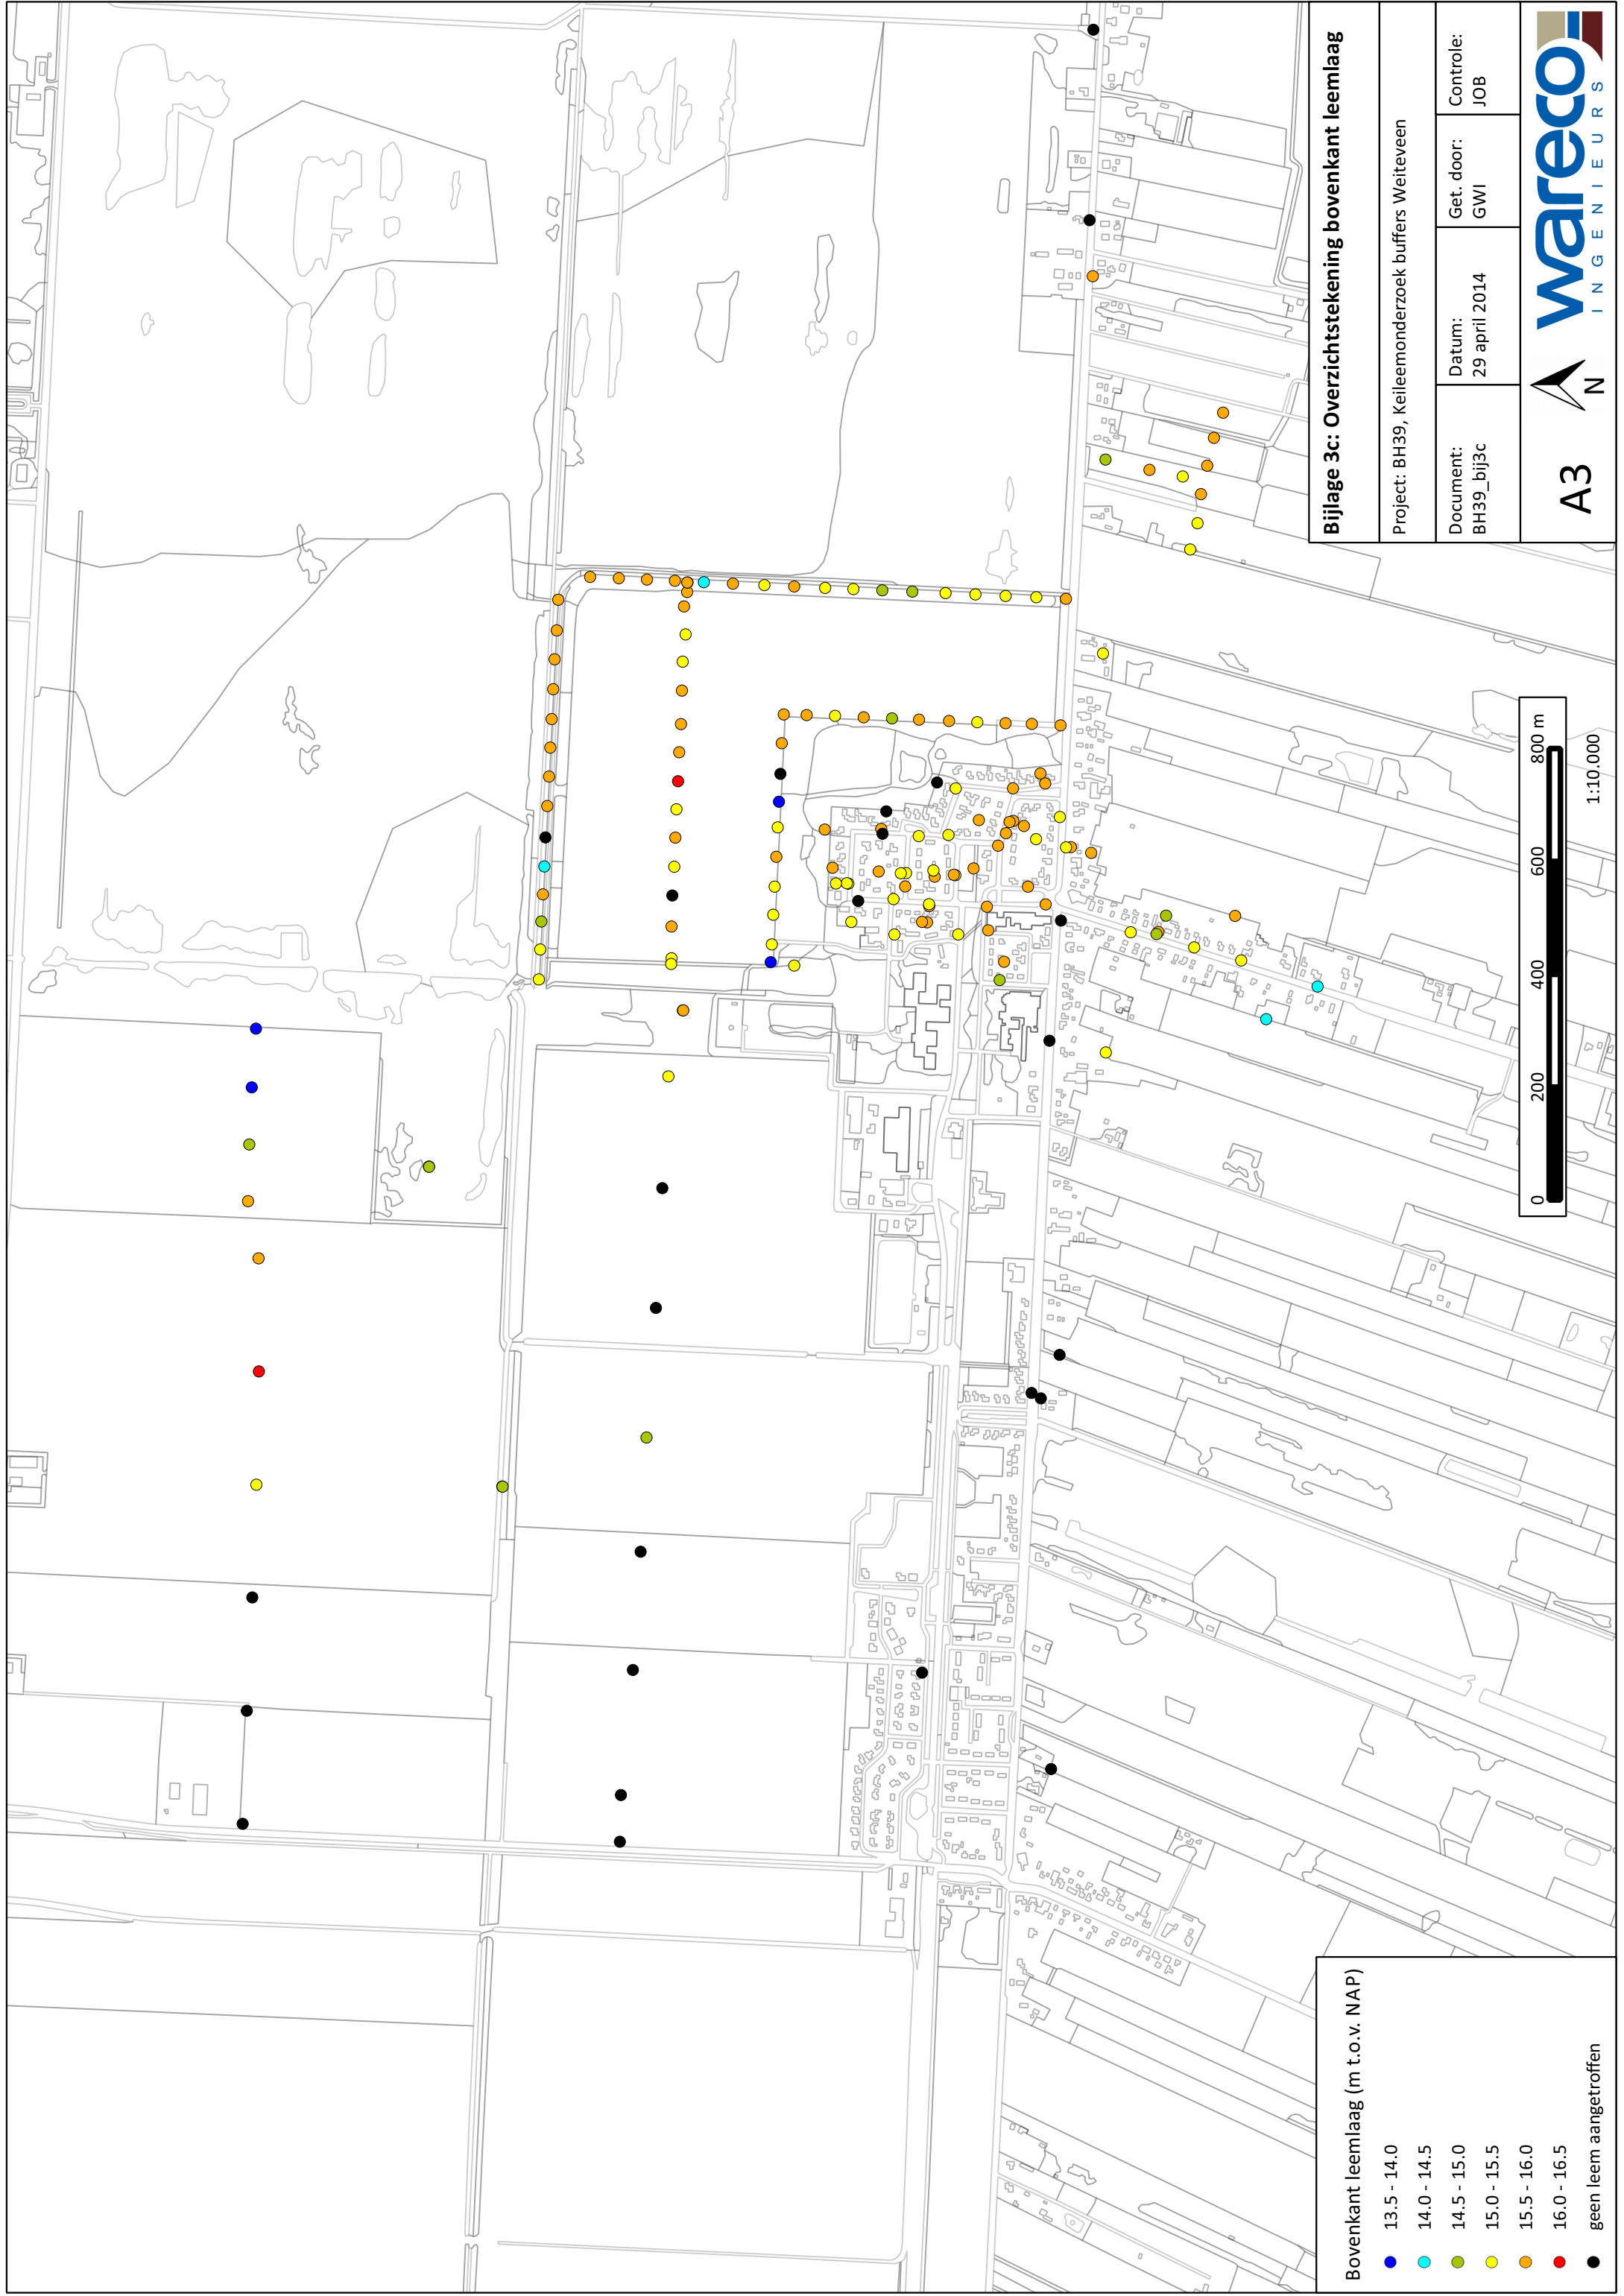 Bovenkant leemlaag (m t.o.v. NAP)
13.5 - 14.0
14.0 - 14.5
14.5 - 15.0
15.0 - 15.5
15.5 - 16.0
16.0 - 16.5
geen leem aangetroffen
0 200 400 600 800 m
1:10.000
Bijlage 3c: Overzichtstekening bovenkant leemlaag
Project: BH39, Keileemonderzoek buffers Weiteveen
Document:
BH39_bij3c
Datum:
29 april 2014
Get. door:
GWI
Controle:
JOB
A3
N
wareco
INGENIEURS